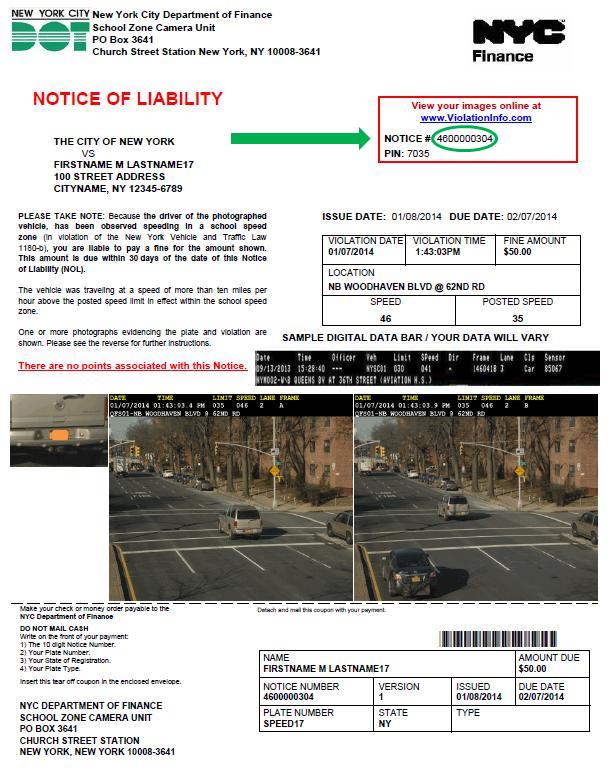 NEW YORK CITY
DOT
New York City Department of Finance
School Zone Camera Unit
PO Box 3641
Church Street Station New York, NY 10008-3641
NYC
Finance
NOTICE OF LIABILITY
View your images online at
www.ViolationInfo.com
NOTICE # 4600000304
PIN: 7035
THE CITY OF NEW YORK
VS
FIRSTNAME M LASTNAME17
100 STREET ADDRESS
CITYNAME, NY 12345-6789
PLEASE TAKE NOTE: Because the driver of the photographed
vehicle, has been observed speeding in a school speed
zone (in violation of the New York Vehicle and Traffic Law
1180-b), you are liable to pay a fine for the amount shown.
This amount is due within 30 days of the date of this Notice
of Liability (NOL).
The vehicle was traveling at a speed of more than ten miles per
hour above the posted speed limit in effect within the school speed
zone.
One or more photographs evidencing the plate and violation are
shown. Please see the reverse for further instructions.
There are no points associated with this Notice.
ISSUE DATE: 01/08/2014 DUE DATE: 02/07/2014
VIOLATION DATE VIOLATION TIME FINE AMOUNT
01/07/2014 1:43:03PM $50.00
LOCATION
NB WOODHAVEN BLVD @ 62ND RD
SPEED POSTED SPEED
46 35
SAMPLE DIGITAL DATA BAR / YOUR DATA WILL VARY
Date Time Officer Veh Limit Speed Dir Frame Lane Cls Sensor
09/13/2013 15:28:40 --- NYSC01 030 041 ^ 146041B 3 Car 85067
NYM002-W-B QUEENS BV AT 36TH STREET (AVIATION H.S.)
DATE TIME LIMIT SPEED LANE FRAME
01/07/2014 01:43:03.4 PM 035 046 2 A
QFS01-NB WOODHAVEN BLVD @ 62ND RD
DATE TIME LIMIT SPEED LANE FRAME
01/07/2014 01:43:03.9 PM 035 046 2 B
QFS01-NB WOODHAVEN BLVD @ 62ND RD
Make your check or money order payable to the
NYC Department of Finance
DO NOT MAIL CASH
Write on the front of your payment:
1) The 10 digit Notice Number.
2) Your Plate Number.
3) Your State of Registration.
4) Your Plate Type.
Insert this tear off coupon in the enclosed envelope.
NYC DEPARTMENT OF FINANCE
SCHOOL ZONE CAMERA UNIT
PO BOX 3641
CHURCH STREET STATION
NEW YORK, NEW YORK 10008-3641
Detach and mail this coupon with your payment.
NAME AMOUNT DUE
FIRSTNAME M LASTNAME17 $50.00
NOTICE NUMBER VERSION ISSUED DUE DATE
4600000304 1 01/08/2014 02/07/2014
PLATE NUMBER STATE TYPE
SPEED17 NY